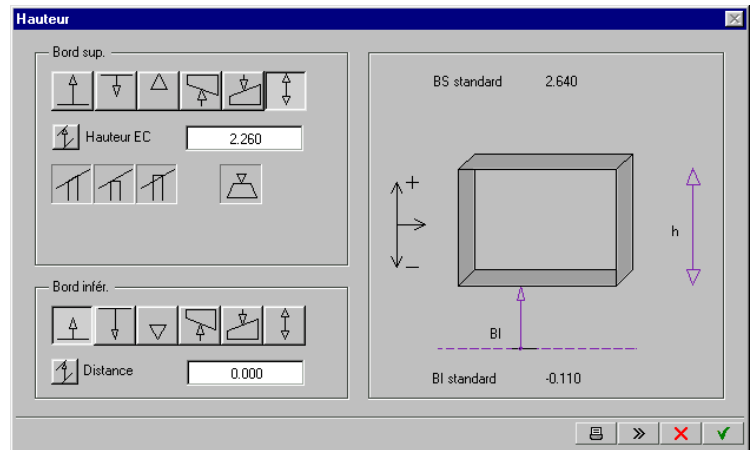 Hauteur
Bord sup.
Hauteur EC 2.260
Bord infér.
Distance 0.000
BS standard 2.640
+
h
–
BI
BI standard -0.110